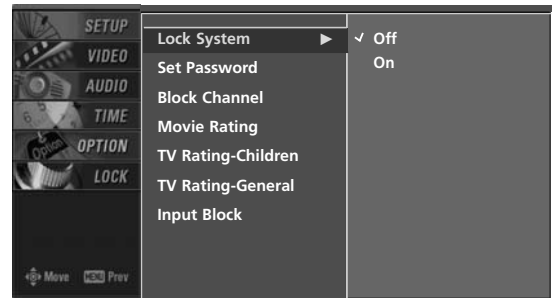 SETUP
VIDEO
AUDIO
TIME
OPTION
LOCK
Move MENU Prev
Lock System ▶
Set Password
Block Channel
Movie Rating
TV Rating-Children
TV Rating-General
Input Block
✓ Off
On